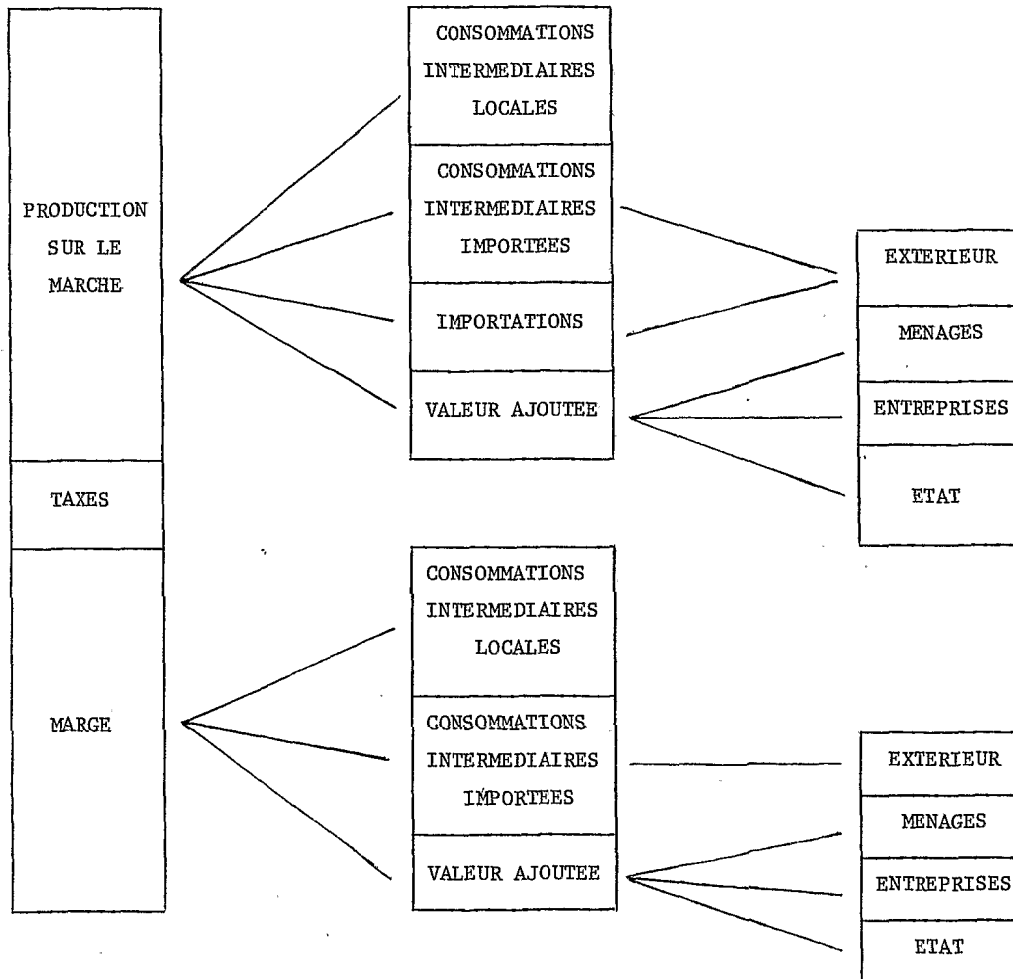 PRODUCTION
SUR LE
MARCHE
TAXES
MARGE
CONSOMMATIONS
INTERMEDIAIRES
LOCALES
CONSOMMATIONS
INTERMEDIAIRES
IMPORTEES
IMPORTATIONS
VALEUR AJOUTEE
EXTERIEUR
MENAGES
ENTREPRISES
ETAT
CONSOMMATIONS
INTERMEDIAIRES
LOCALES
CONSOMMATIONS
INTERMEDIAIRES
IMPORTEES
VALEUR AJOUTEE
EXTERIEUR
MENAGES
ENTREPRISES
ETAT